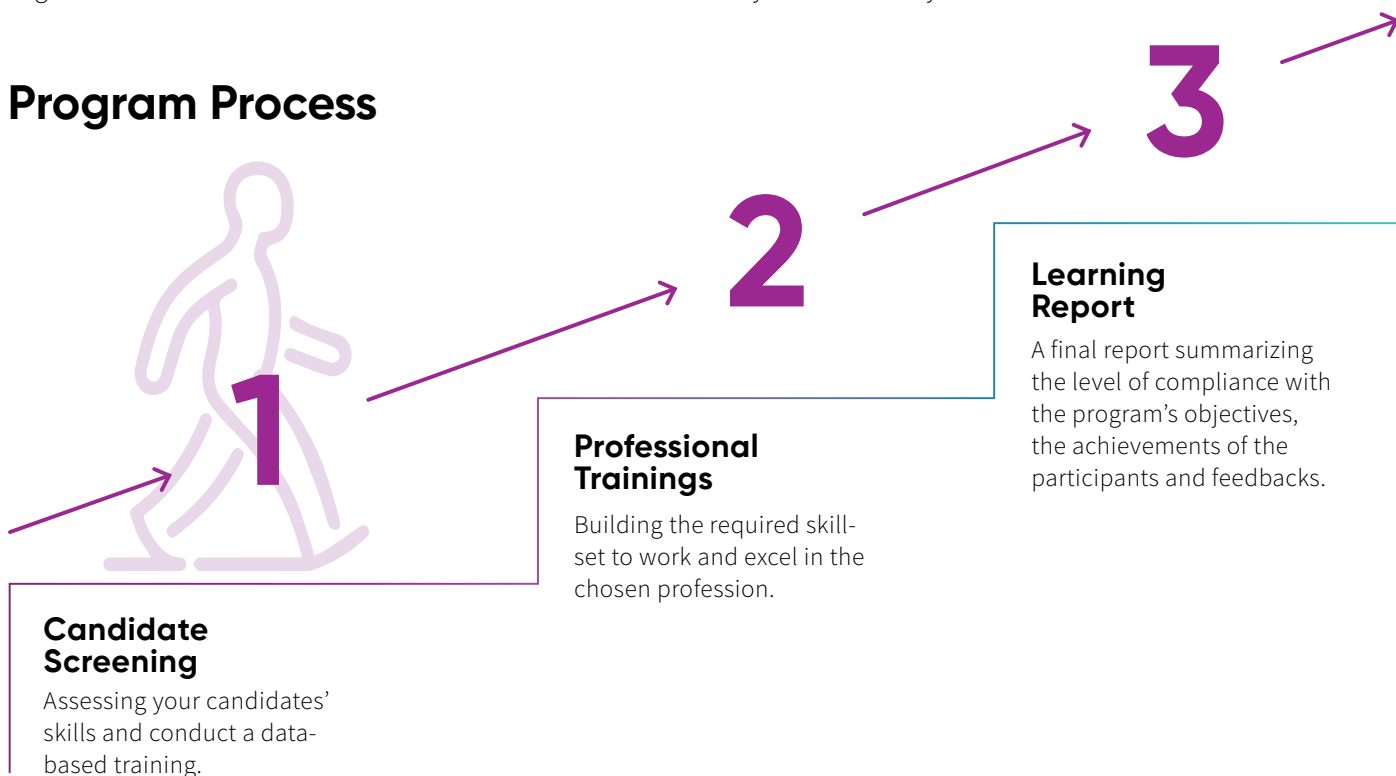 Program Process
1
Candidate
Screening
Assessing your candidates’
skills and conduct a data-
based training.
2
Professional
Trainings
Building the required skill-
set to work and excel in the
chosen profession.
3
Learning
Report
A final report summarizing
the level of compliance with
the program’s objectives,
the achievements of the
participants and feedbacks.